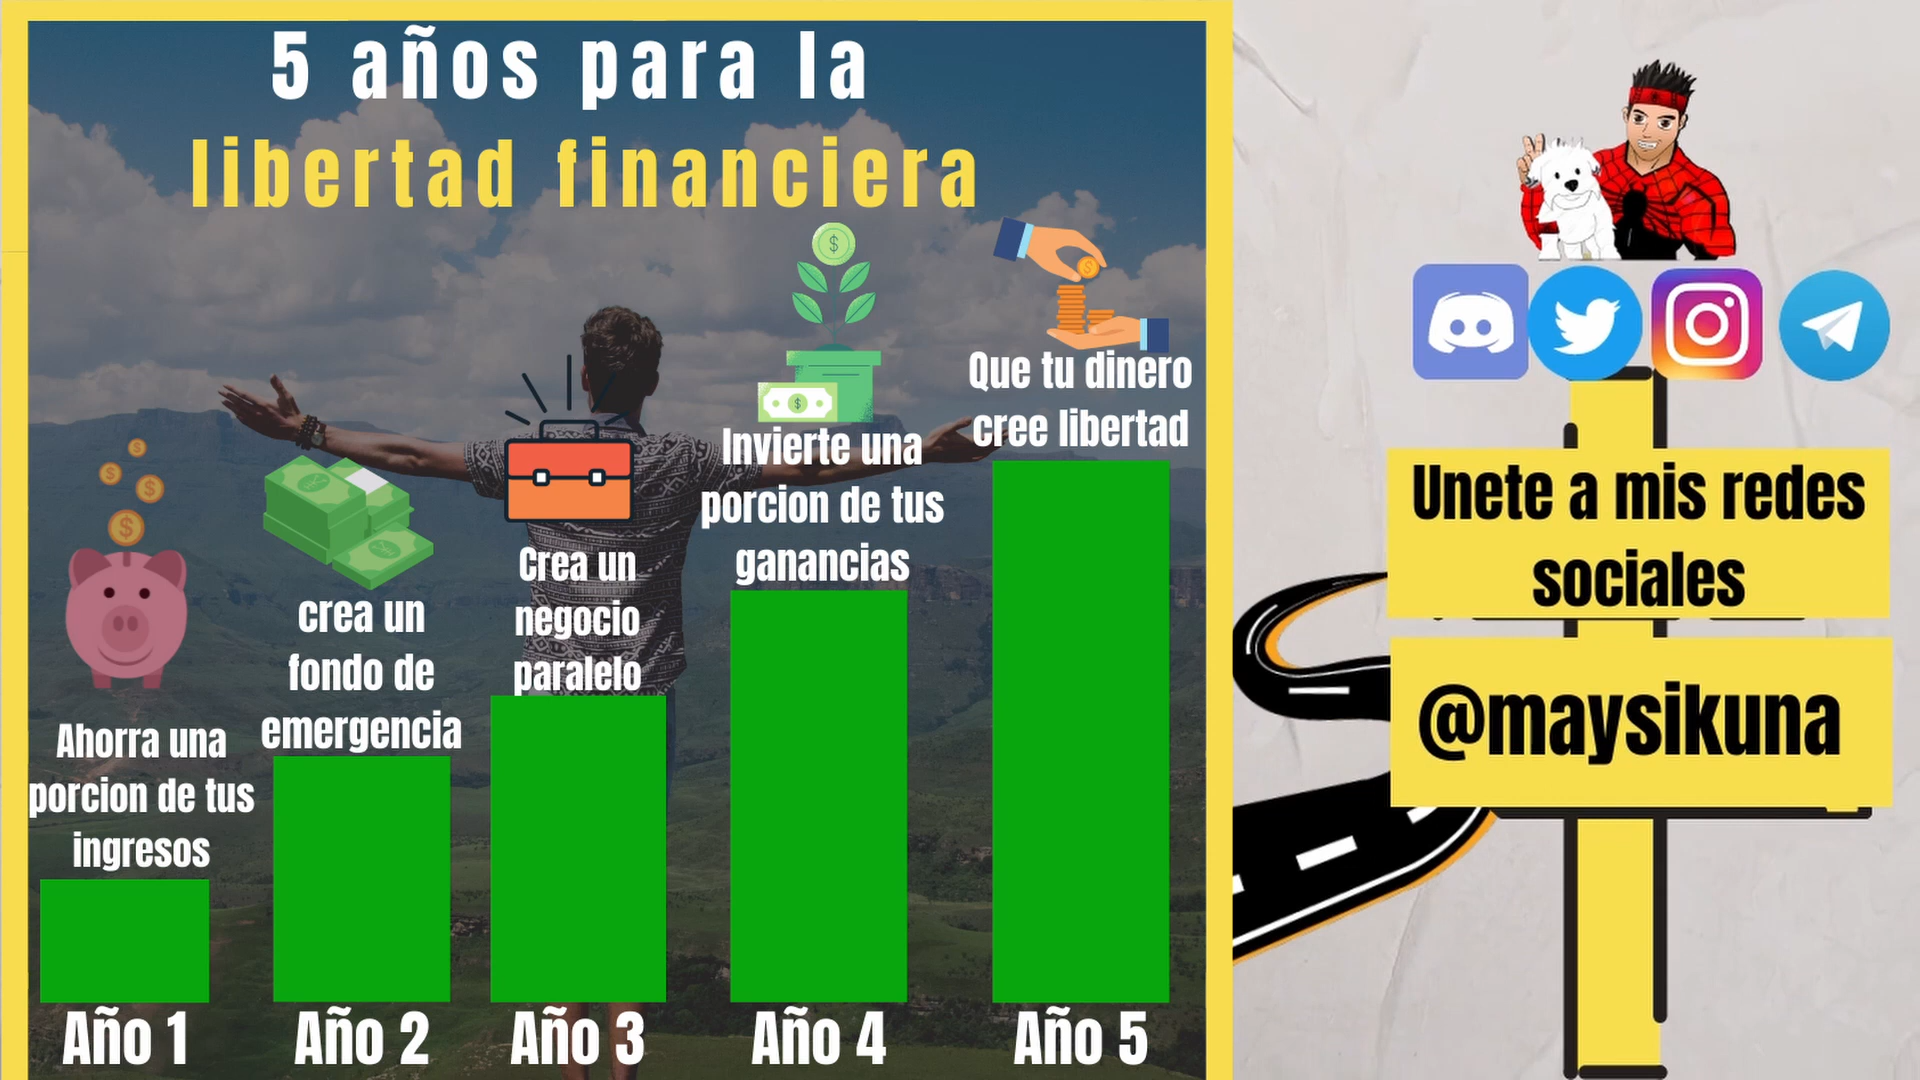 5 años para la
libertad financiera
Ahorra una
porcion de tus
ingresos
crea un
fondo de
emergencia
Crea un
negocio
paralelo
Invierte una
porcion de tus
ganancias
Que tu dinero
cree libertad
Año 1
Año 2
Año 3
Año 4
Año 5
Unete a mis redes
sociales
@maysikuna